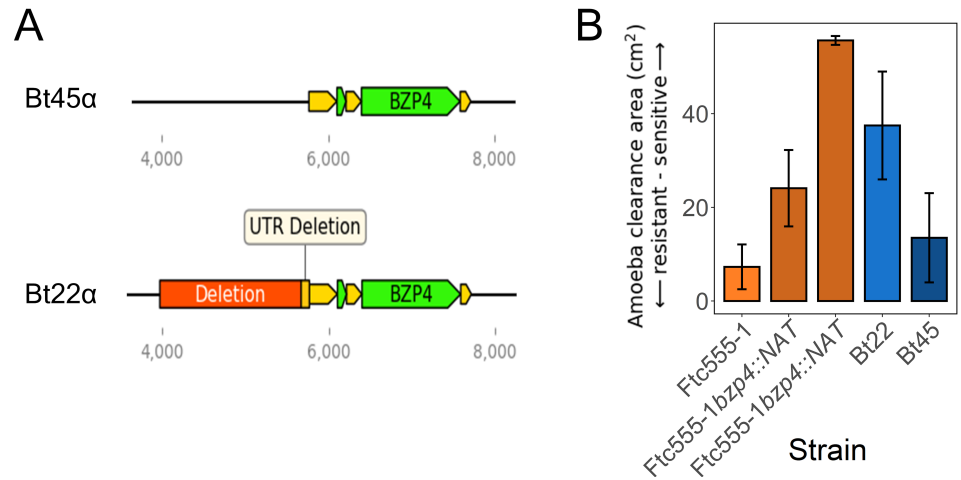 A
Bt45α
BZP4
4,000 6,000 8,000
UTR Deletion
Bt22α
Deletion BZP4
4,000 6,000 8,000
B
Amoeba clearance area (cm²)
⟵ resistant - sensitive ⟶
40
20
0
Ftc555-1
Ftc555-1bzp4::NAT
Ftc555-1bzp4::NAT
Bt22
Bt45
Strain